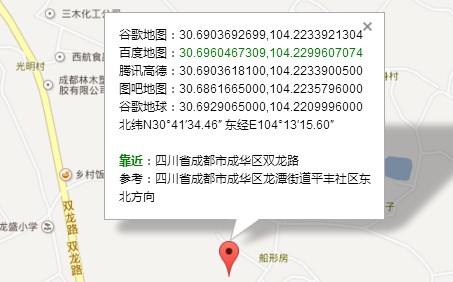 三木化工公司
谷歌地图：30.6903692699,104.2233921304
百度地图：30.6960467309,104.2299607074
腾讯高德：30.6903618100,104.2233900500
图吧地图：30.6861665000,104.2235796000
谷歌地球：30.6929065000,104.2209996000
北纬N30°41′34.46″ 东经E104°13′15.60″
靠近：四川省成都市成华区双龙路
参考：四川省成都市成华区龙潭街道平丰社区东
北方向
西航食品
光明村
成都林木塑
胶有限公司
乡村饭
双龙路
双龙路
龙盛小学
船形房
子